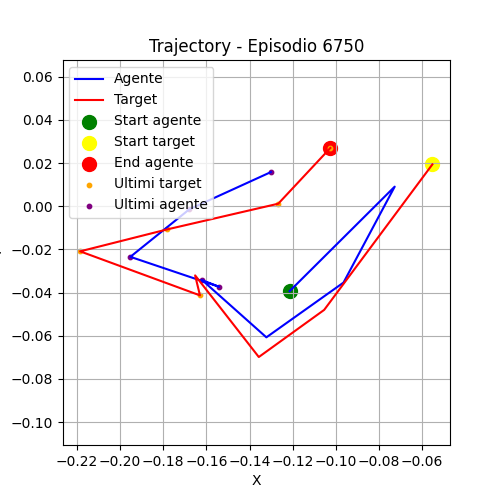 Trajectory - Episodio 6750
0.06
0.04
0.02
0.00
−0.02
−0.04
−0.06
−0.08
−0.10
Agente
Target
Start agente
Start target
End agente
Ultimi target
Ultimi agente
−0.22 −0.20 −0.18 −0.16 −0.14 −0.12 −0.10 −0.08 −0.06
X